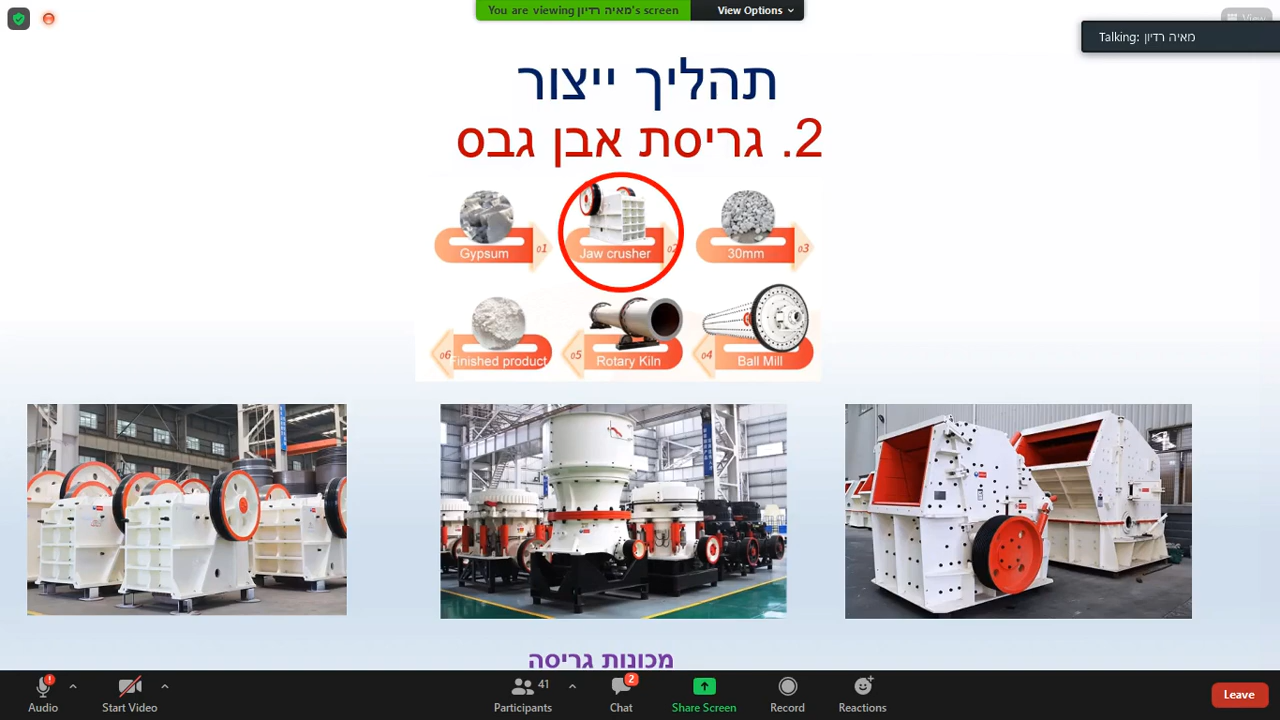 You are viewing מאיה רדיון's screen
View Options
View
Talking: מאיה רדיון
תהליך ייצור
2. גריסת אבן גבס
Gypsum 01
Jaw crusher 02
30mm 03
06 Finished product
05 Rotary Kiln
04 Ball Mill
מכונות גריסה
Audio
Start Video
Participants 41
Chat 2
Share Screen
Record
Reactions
Leave